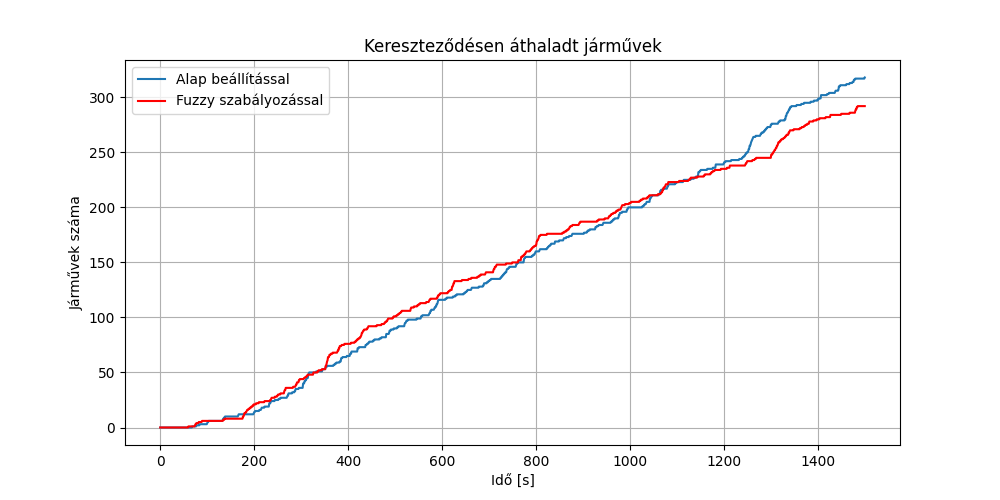 Kereszteződésen áthaladt járművek
Alap beállítással
Fuzzy szabályozással
Járművek száma
300
250
200
150
100
50
0
0 200 400 600 800 1000 1200 1400
Idő [s]